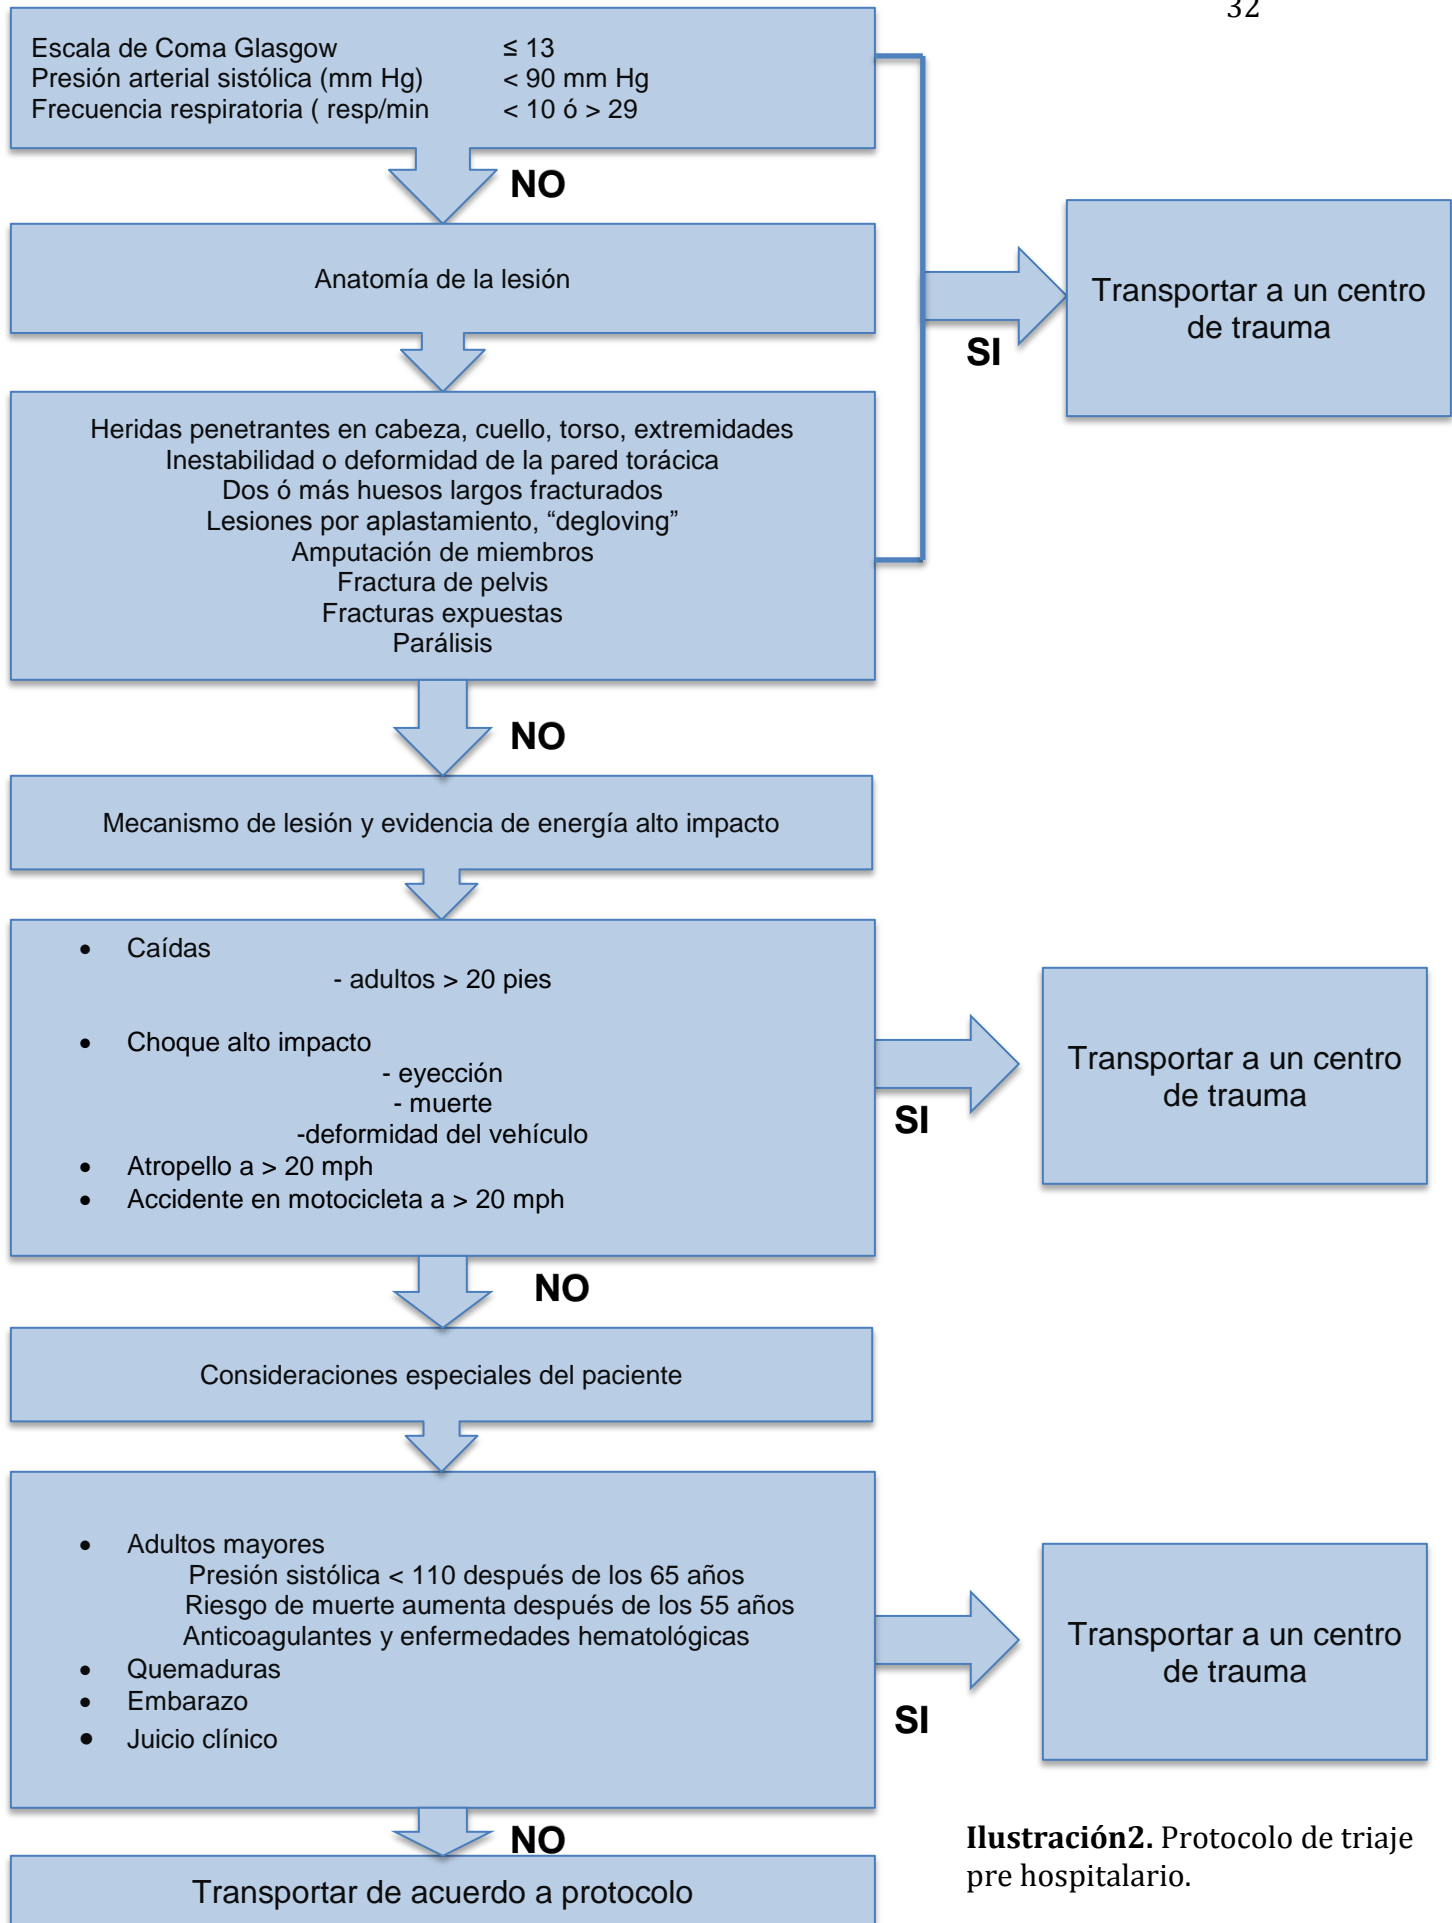 32
Escala de Coma Glasgow ≤ 13
Presión arterial sistólica (mm Hg) < 90 mm Hg
Frecuencia respiratoria ( resp/min < 10 ó > 29
NO
Anatomía de la lesión
Transportar a un centro
de trauma
SI
Heridas penetrantes en cabeza, cuello, torso, extremidades
Inestabilidad o deformidad de la pared torácica
Dos ó más huesos largos fracturados
Lesiones por aplastamiento, “degloving”
Amputación de miembros
Fractura de pelvis
Fracturas expuestas
Parálisis
NO
Mecanismo de lesión y evidencia de energía alto impacto
• Caídas
- adultos > 20 pies
• Choque alto impacto
- eyección
- muerte
-deformidad del vehículo
• Atropello a > 20 mph
• Accidente en motocicleta a > 20 mph
SI
Transportar a un centro
de trauma
NO
Consideraciones especiales del paciente
• Adultos mayores
Presión sistólica < 110 después de los 65 años
Riesgo de muerte aumenta después de los 55 años
Anticoagulantes y enfermedades hematológicas
• Quemaduras
• Embarazo
• Juicio clínico
SI
Transportar a un centro
de trauma
NO
Transportar de acuerdo a protocolo
Ilustración2. Protocolo de triaje
pre hospitalario.